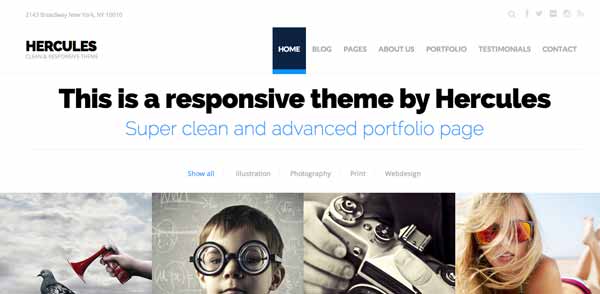 2143 Broadway New York, NY 10010
HERCULES
CLEAN & RESPONSIVE THEME
HOME BLOG PAGES ABOUT US PORTFOLIO TESTIMONIALS CONTACT
This is a responsive theme by Hercules
Super clean and advanced portfolio page
Show all Illustration Photography Print Webdesign